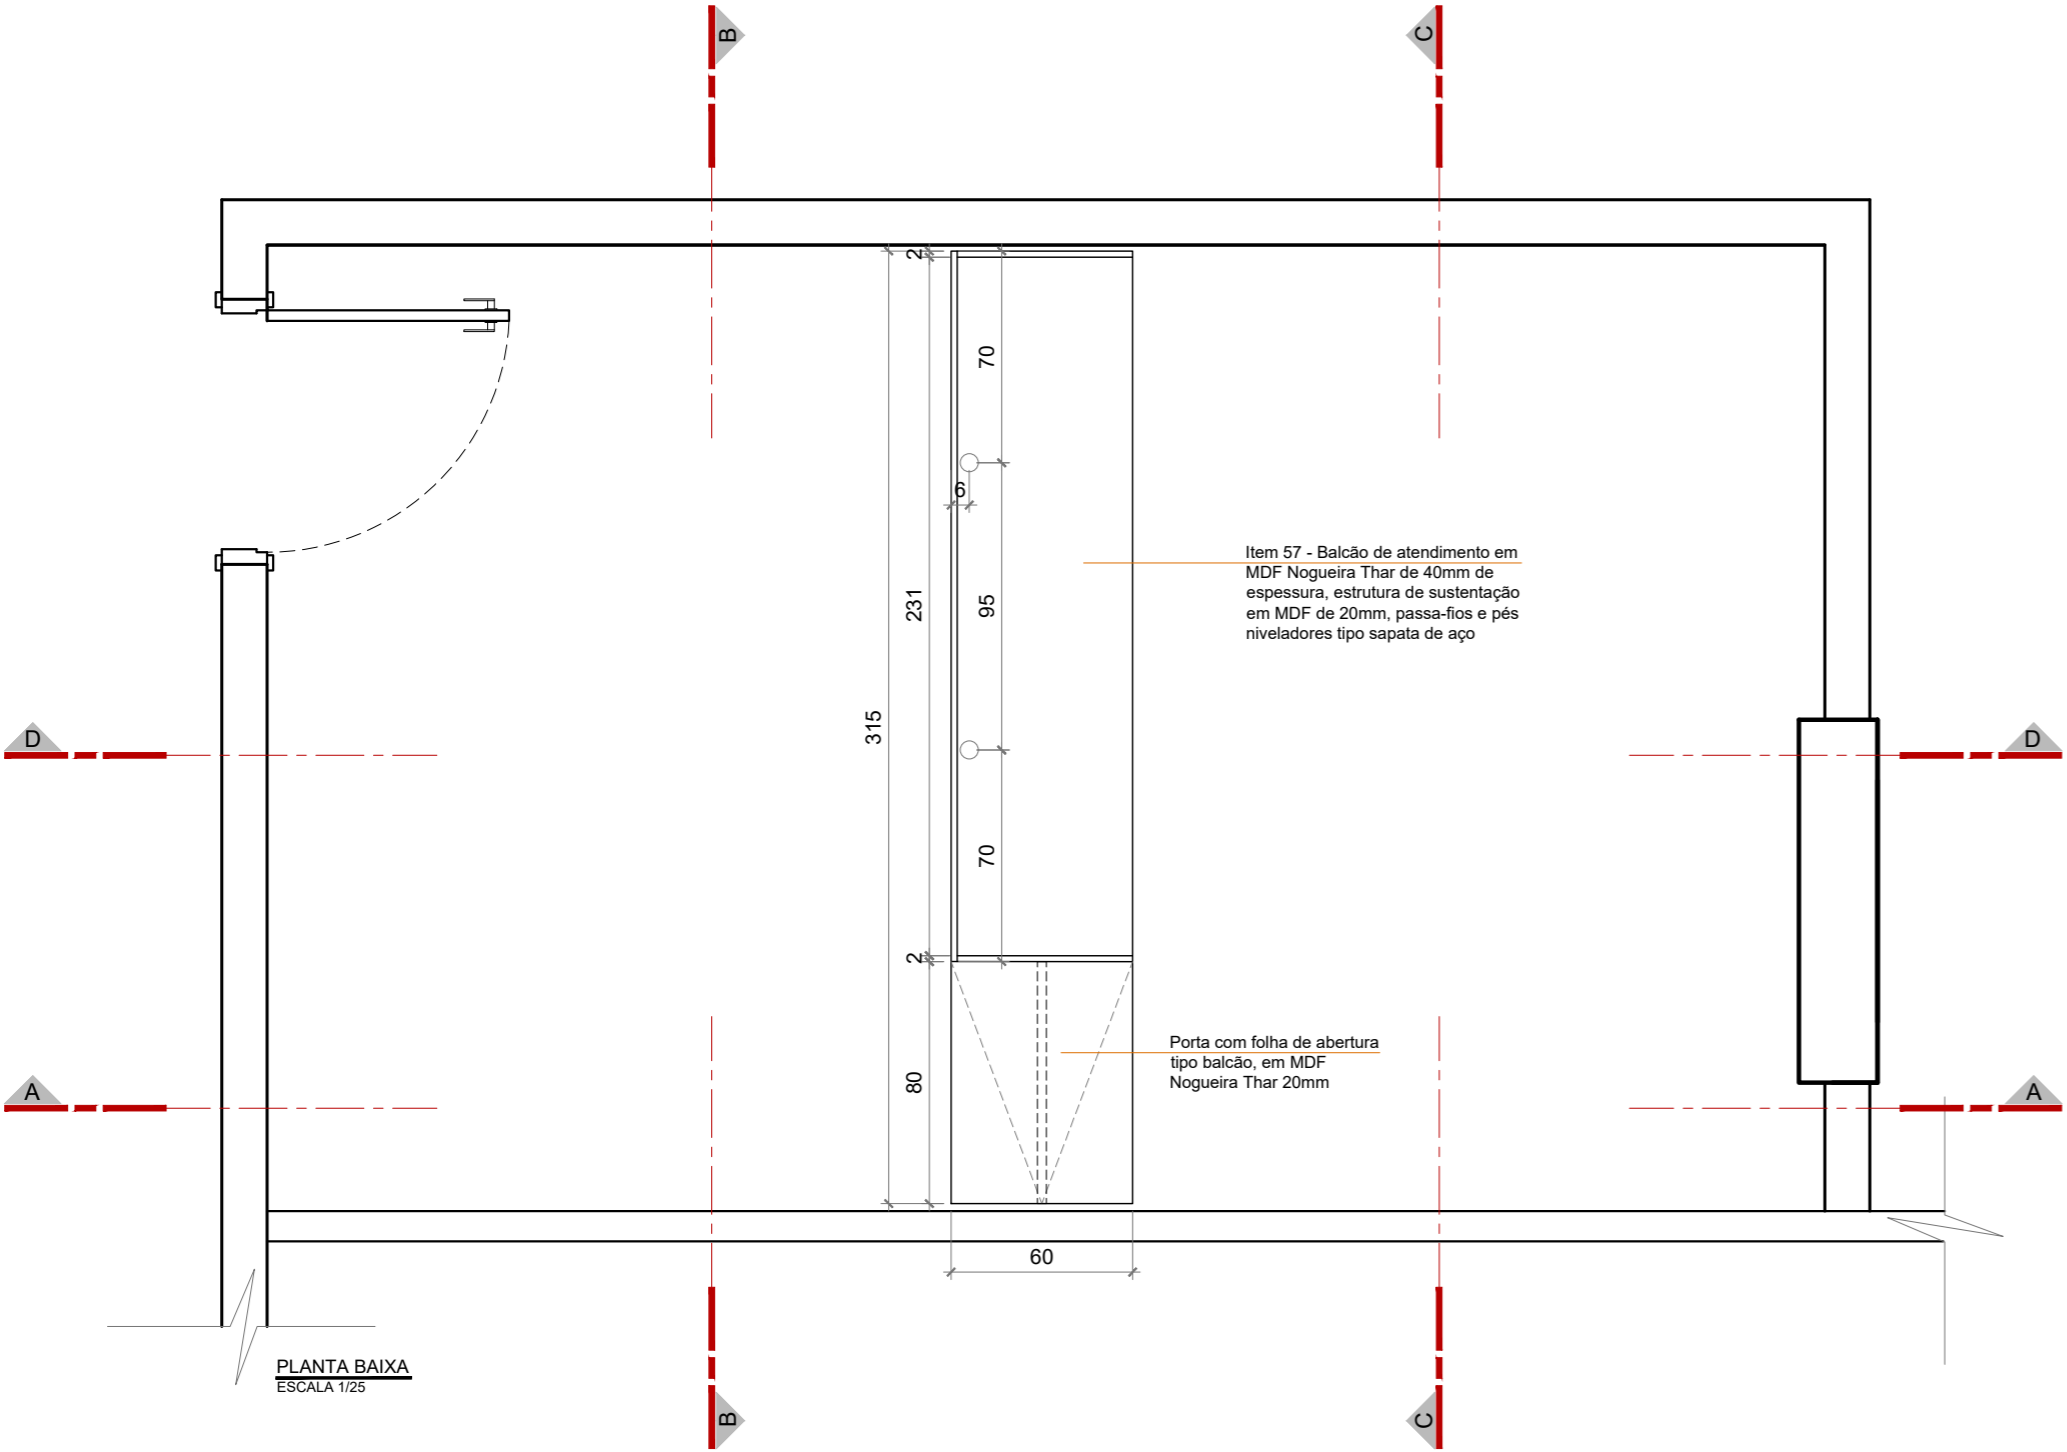 B
C
2
70
6
Item 57 - Balcão de atendimento em
MDF Nogueira Thar de 40mm de
espessura, estrutura de sustentação
em MDF de 20mm, passa-fios e pés
niveladores tipo sapata de aço
231
95
315
D
D
70
2
Porta com folha de abertura
tipo balcão, em MDF
Nogueira Thar 20mm
80
A
A
60
PLANTA BAIXA
ESCALA 1/25
B
C